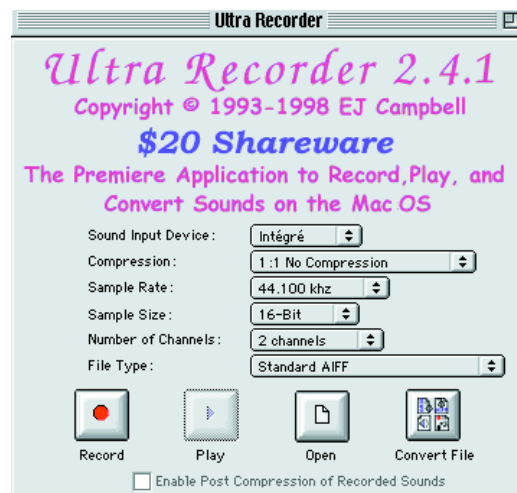 Ultra Recorder
Ultra Recorder 2.4.1
Copyright © 1993-1998 EJ Campbell
$20 Shareware
The Premiere Application to Record,Play, and
Convert Sounds on the Mac OS
Sound Input Device: Intégré
Compression: 1:1 No Compression
Sample Rate: 44.100 khz
Sample Size: 16-Bit
Number of Channels: 2 channels
File Type: Standard AIFF
Record Play Open Convert File
Enable Post Compression of Recorded Sounds